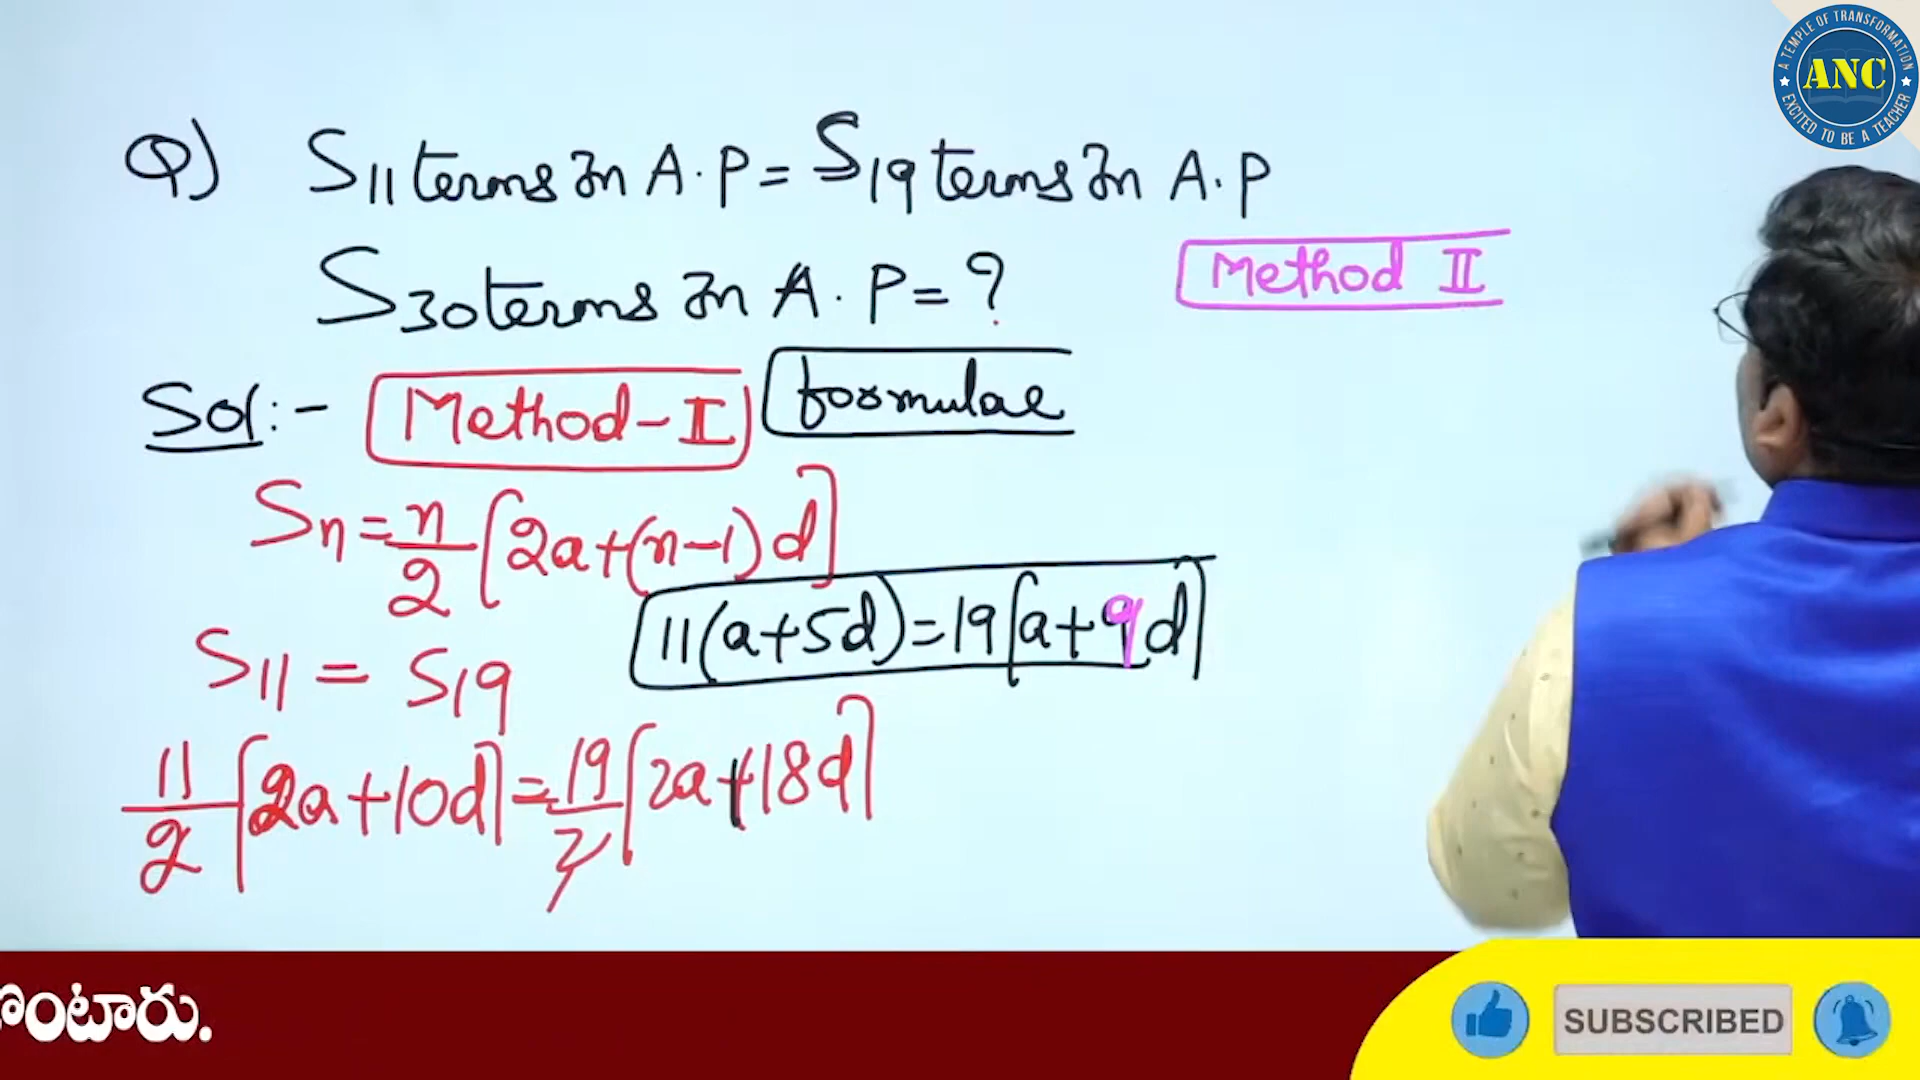 A TEMPLE OF TRANSFORMATION
ANC
EXCITED TO BE A TEACHER
Q) S11 terms in A.P = S19 terms in A.P
S30 terms in A.P = ?
Method II
Sol:- Method-I formulae
Sn = n/2 [2a+(n-1)d]
11(a+5d)=19[a+9d]
S11 = S19
11/2 [2a+10d] = 19/2 [2a+18d]
ొంటారు.
SUBSCRIBED